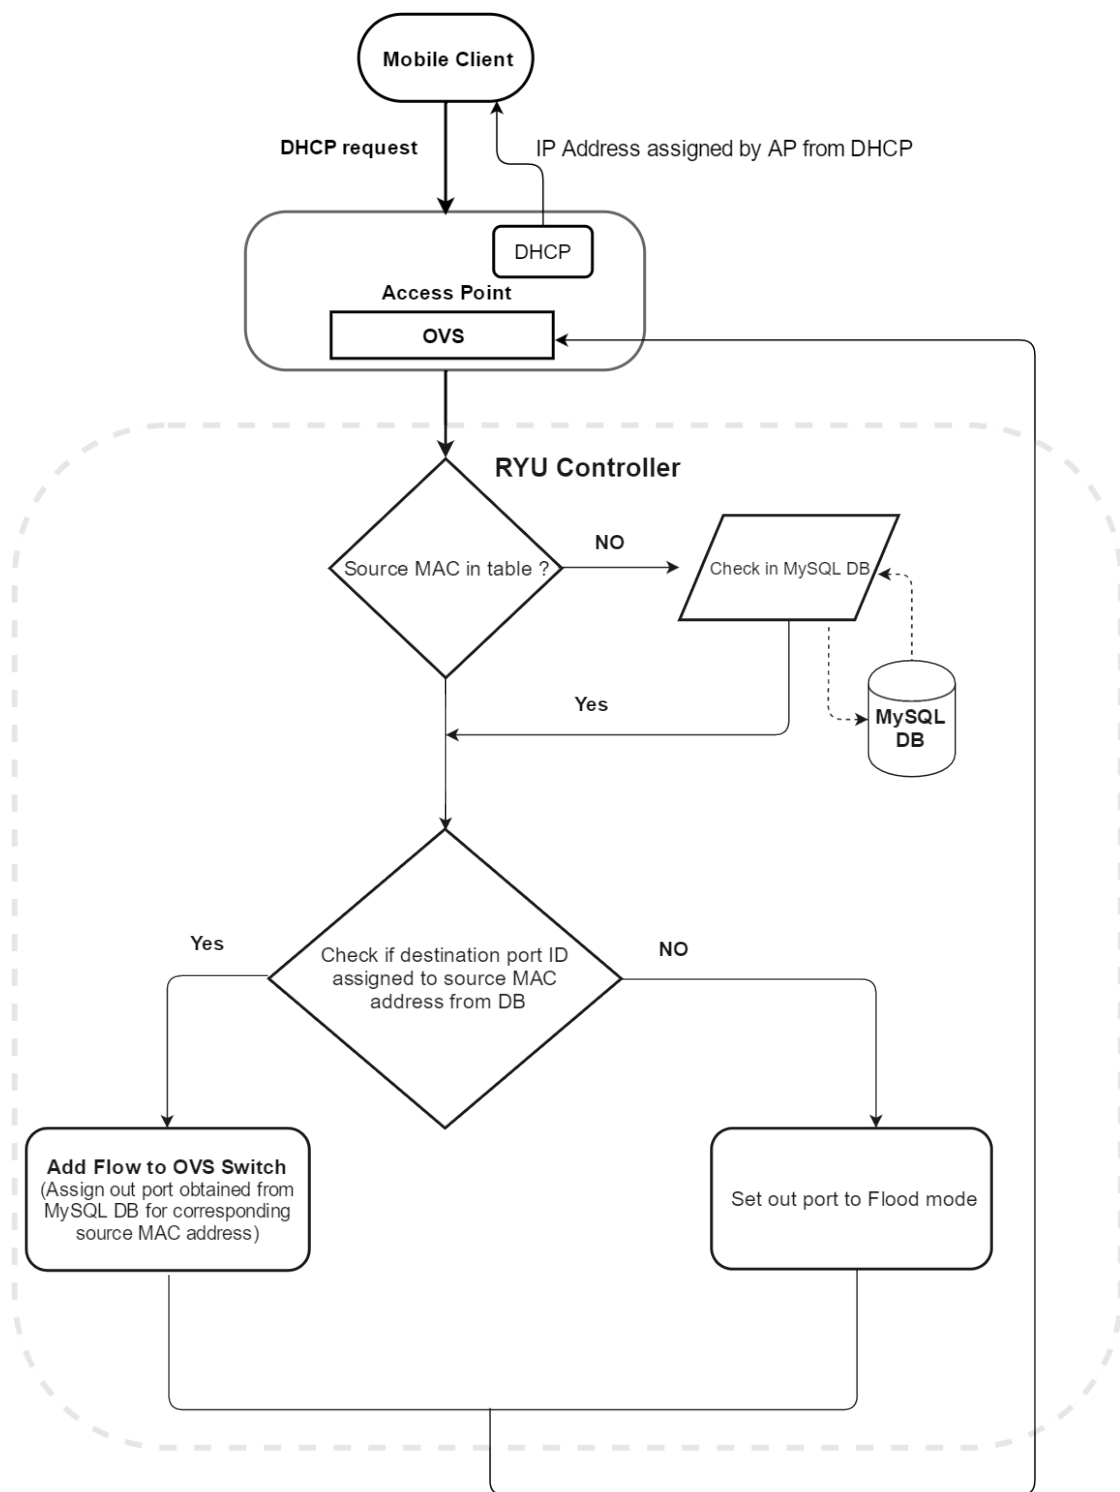 Mobile Client
DHCP request
IP Address assigned by AP from DHCP
DHCP
Access Point
OVS
RYU Controller
Source MAC in table ?
NO
Check in MySQL DB
Yes
MySQL
DB
Check if destination port ID
assigned to source MAC
address from DB
Yes
NO
Add Flow to OVS Switch
(Assign out port obtained from
MySQL DB for corresponding
source MAC address)
Set out port to Flood mode